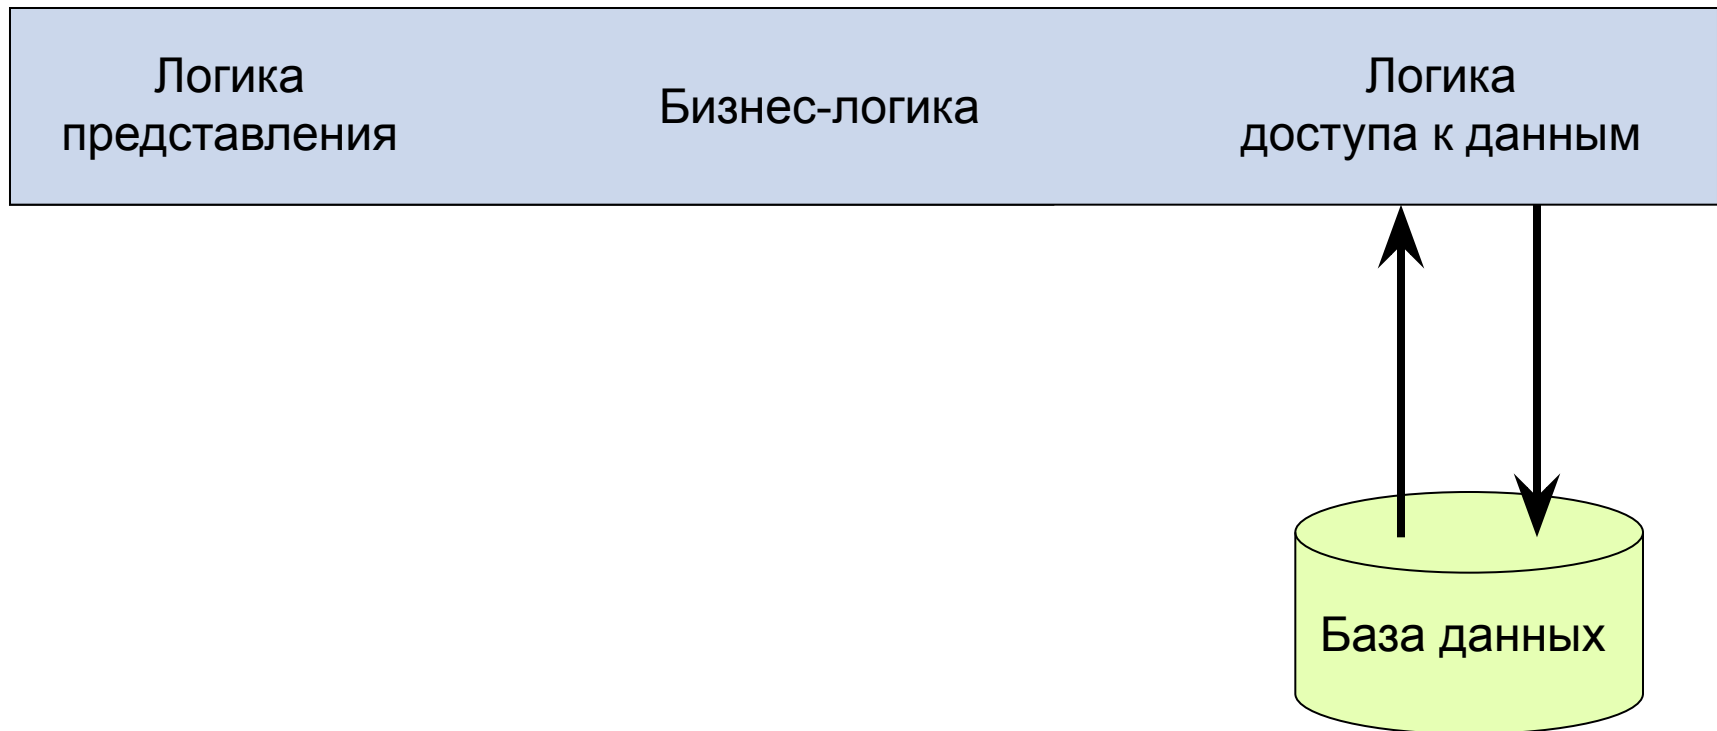 Логика
представления
Бизнес-логика
Логика
доступа к данным
База данных